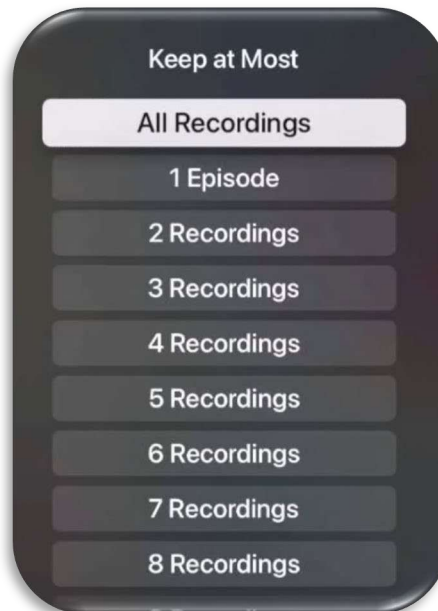 Keep at Most
All Recordings
1 Episode
2 Recordings
3 Recordings
4 Recordings
5 Recordings
6 Recordings
7 Recordings
8 Recordings